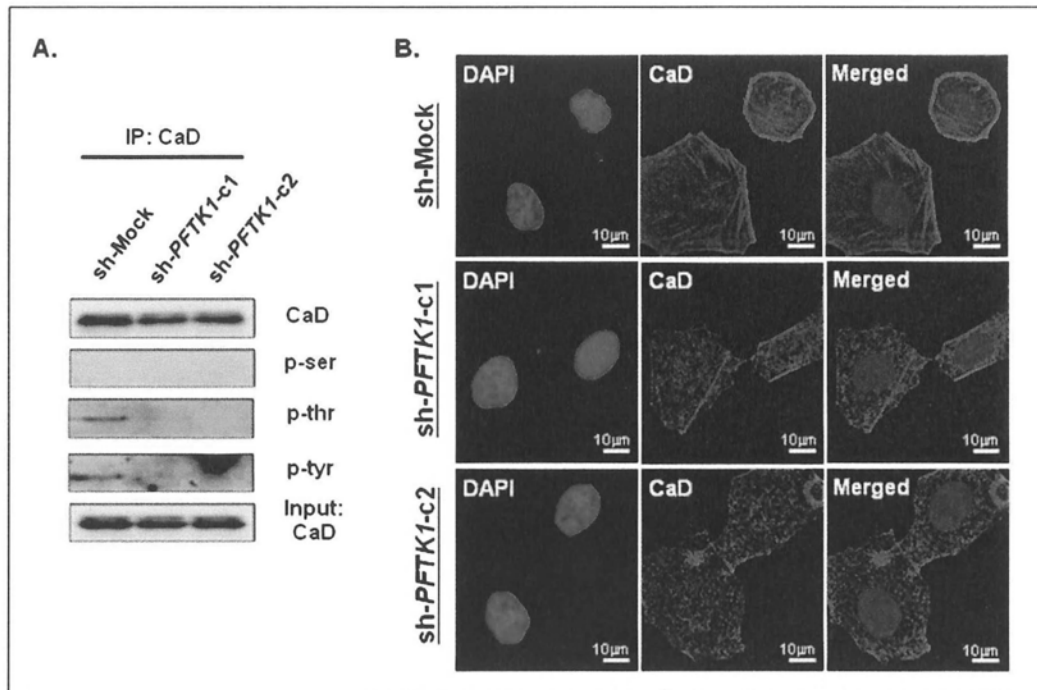 A.
IP: CaD
sh-Mock
sh-PFTK1-c1
sh-PFTK1-c2
CaD
p-ser
p-thr
p-tyr
Input:
CaD
B.
sh-Mock
DAPI
CaD
Merged
10µm
10µm
10µm
sh-PFTK1-c1
DAPI
CaD
Merged
10µm
10µm
10µm
sh-PFTK1-c2
DAPI
CaD
Merged
10µm
10µm
10µm